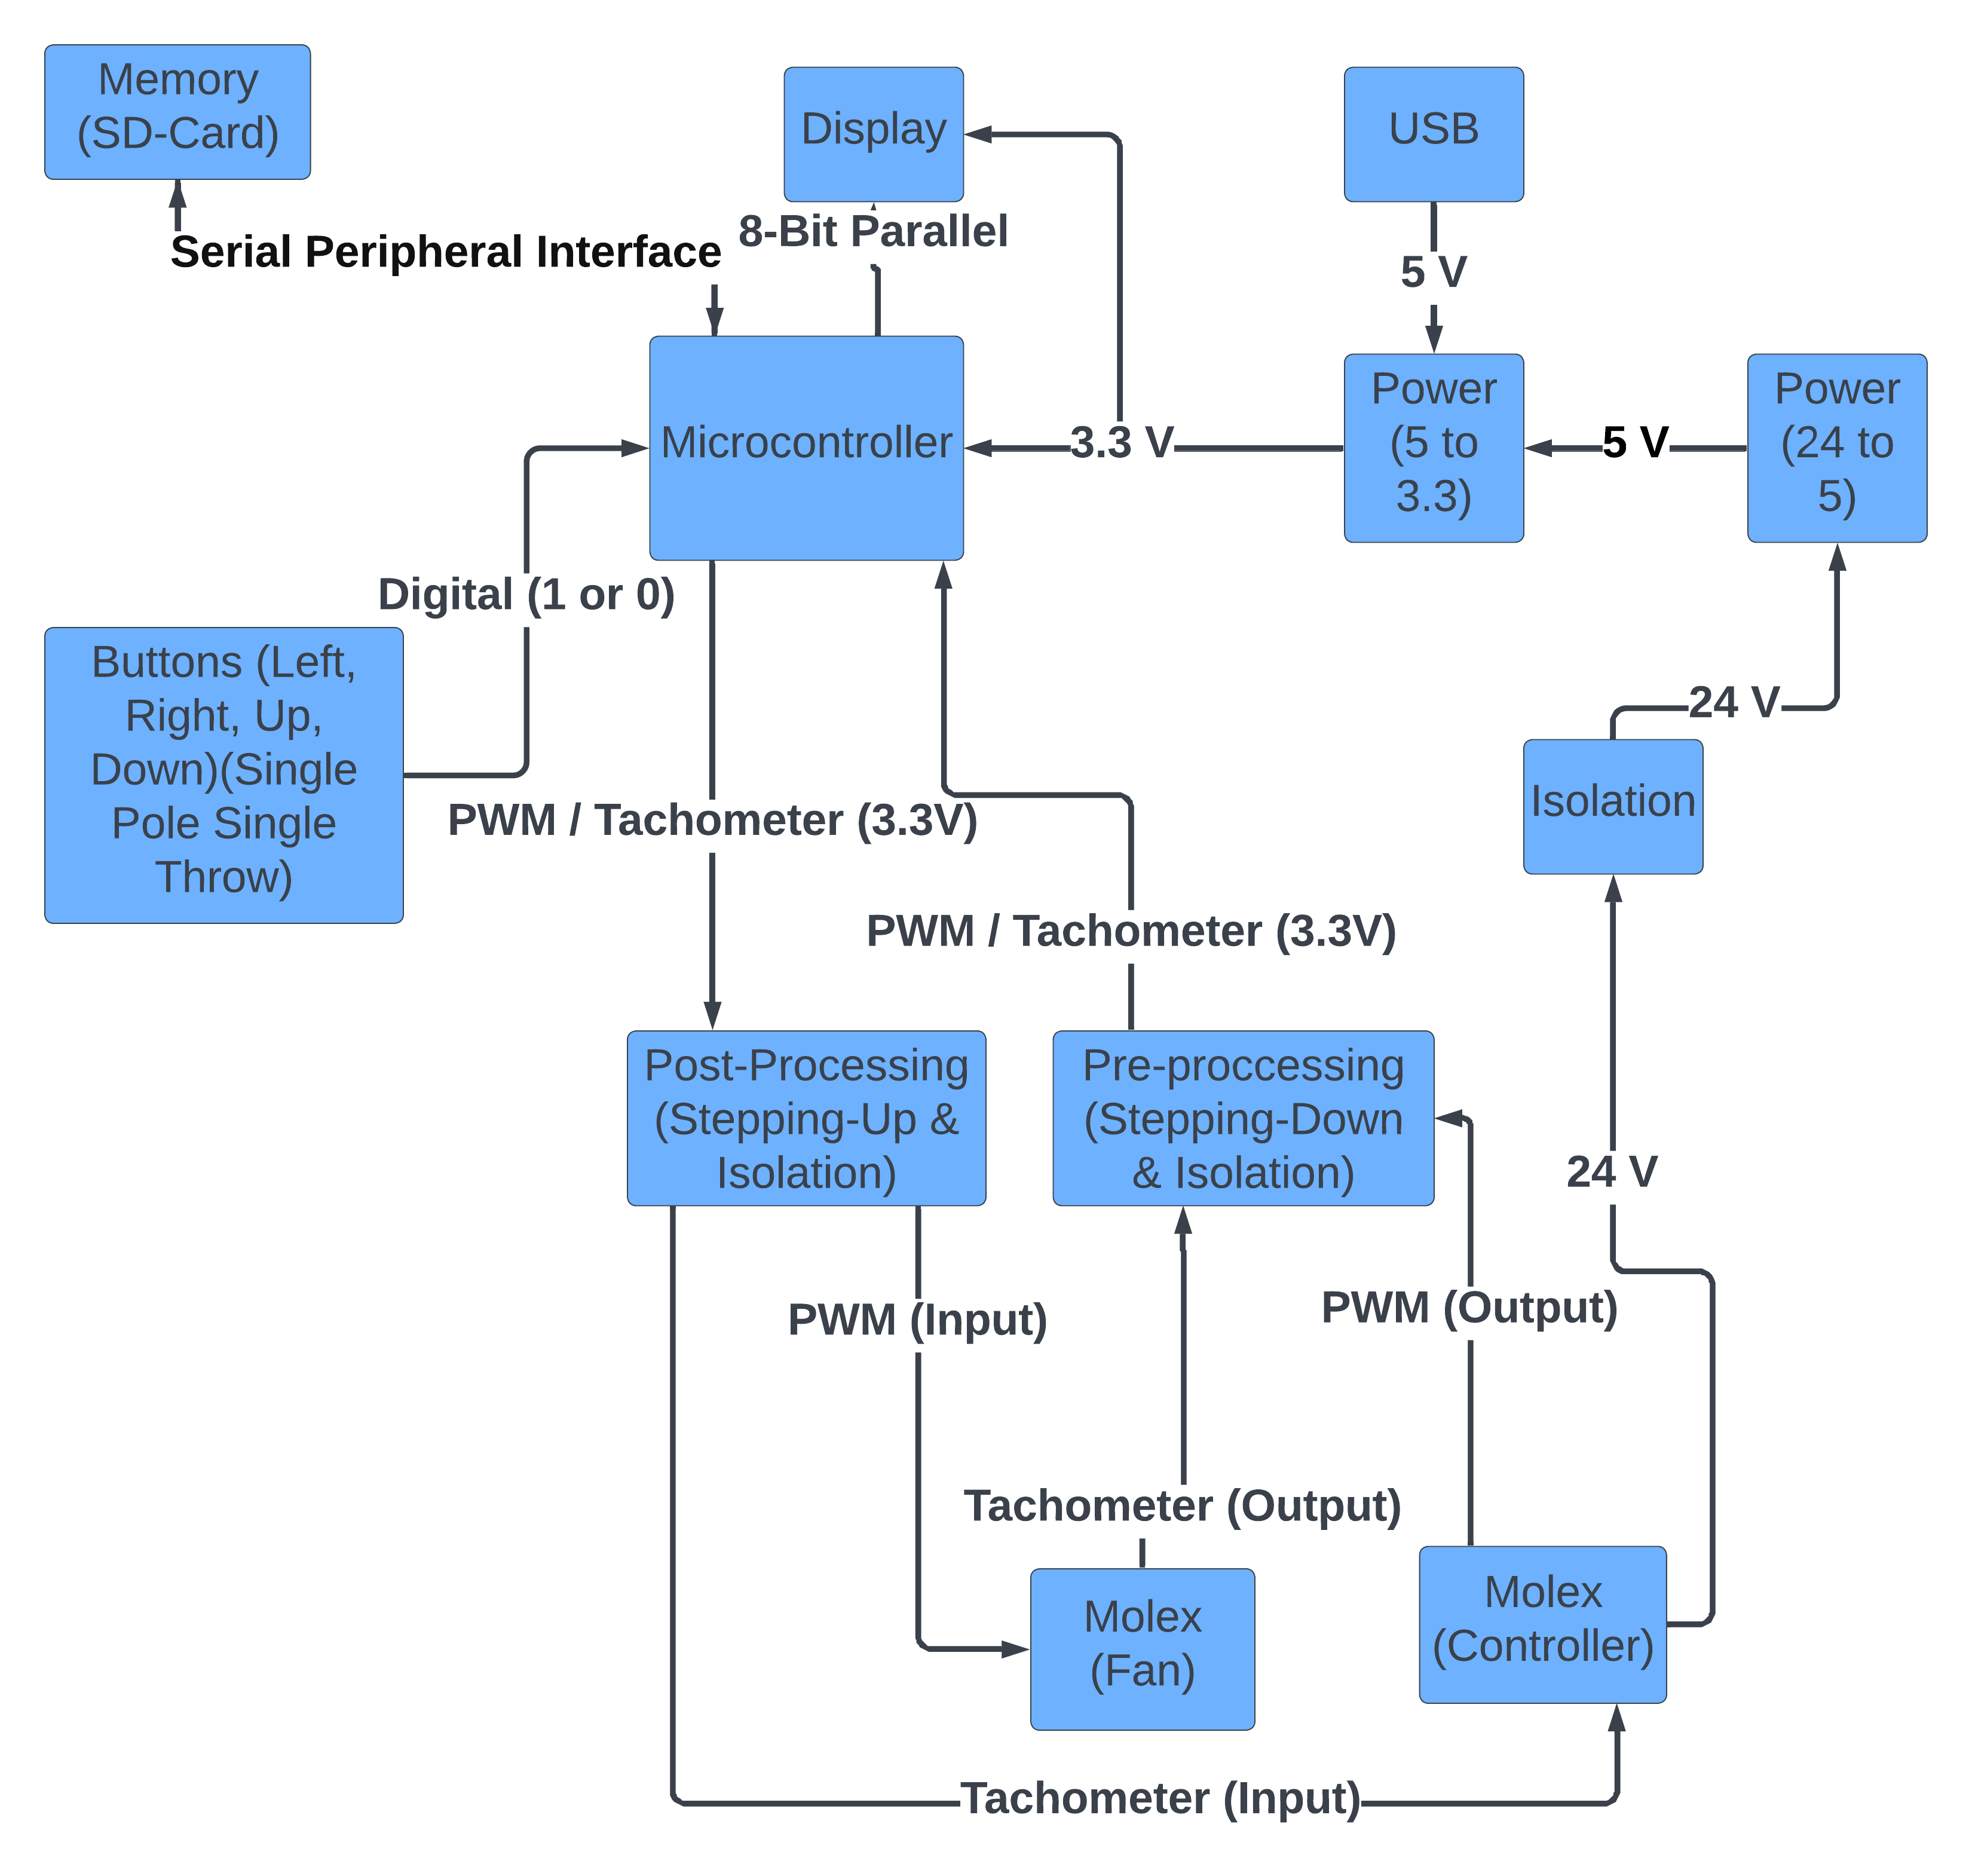 Memory
(SD-Card)
Display
USB
Serial Peripheral Interface
8-Bit Parallel
5 V
Microcontroller
3.3 V
Power
(5 to
3.3)
5 V
Power
(24 to
5)
Digital (1 or 0)
Buttons (Left,
Right, Up,
Down)(Single
Pole Single
Throw)
24 V
Isolation
PWM / Tachometer (3.3V)
PWM / Tachometer (3.3V)
Post-Processing
(Stepping-Up &
Isolation)
Pre-proccessing
(Stepping-Down
& Isolation)
24 V
PWM (Input)
PWM (Output)
Tachometer (Output)
Molex
(Fan)
Molex
(Controller)
Tachometer (Input)